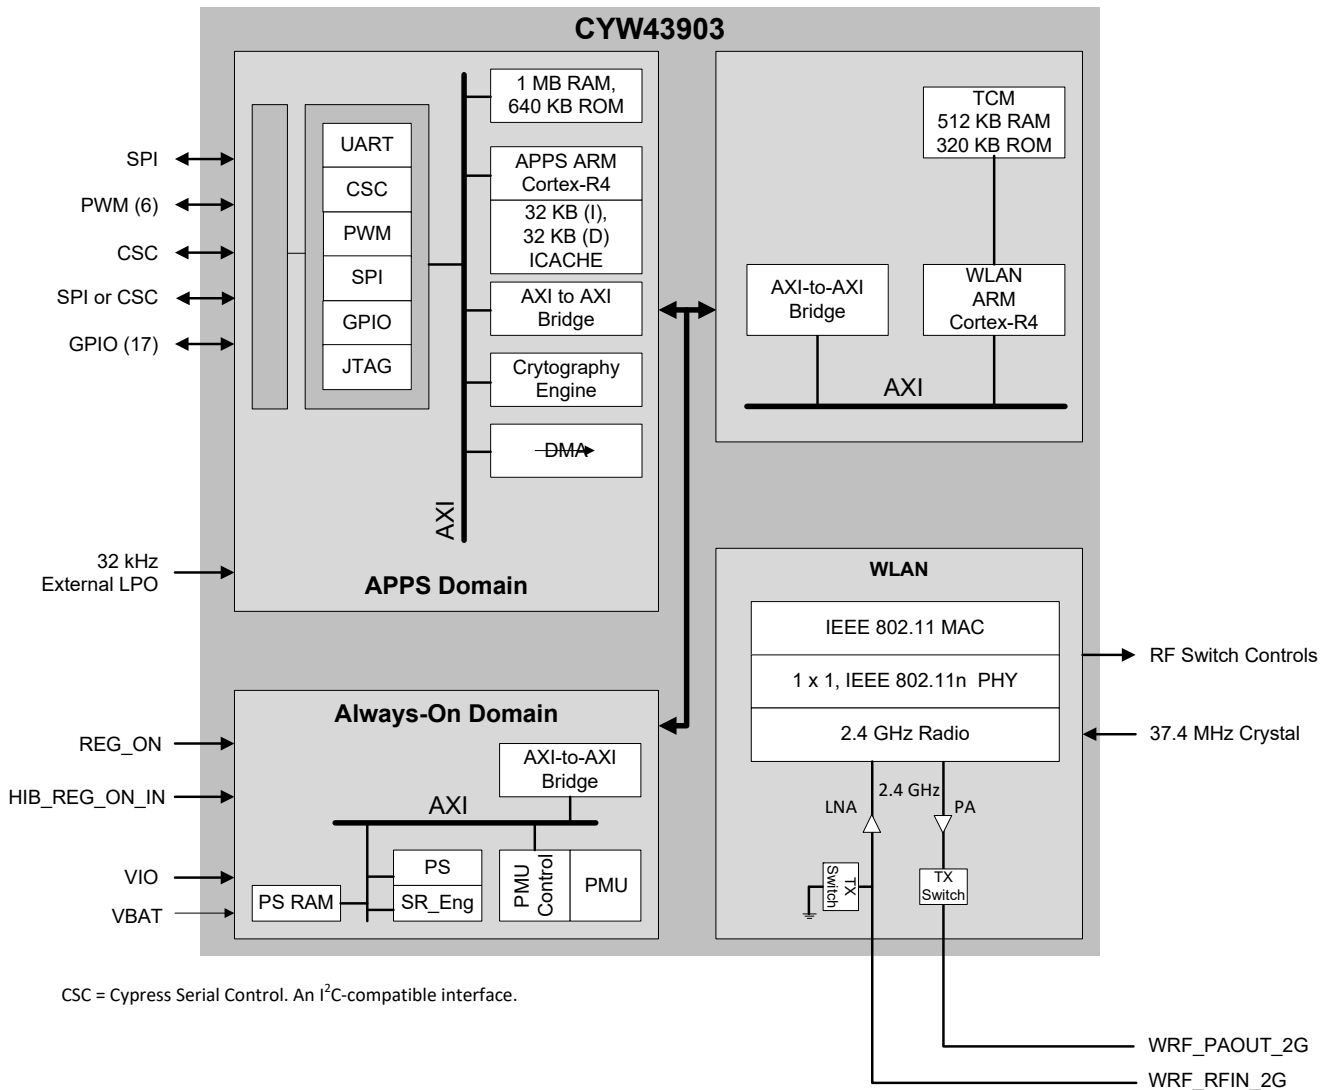 CYW43903
1 MB RAM,
640 KB ROM
UART
CSC
PWM
SPI
GPIO
JTAG
APPS ARM
Cortex-R4
32 KB (I),
32 KB (D)
ICACHE
AXI to AXI
Bridge
Crytography
Engine
DMA
AXI
APPS Domain
SPI
PWM (6)
CSC
SPI or CSC
GPIO (17)
32 kHz
External LPO
TCM
512 KB RAM
320 KB ROM
AXI-to-AXI
Bridge
WLAN
ARM
Cortex-R4
AXI
WLAN
IEEE 802.11 MAC
1 x 1, IEEE 802.11n PHY
2.4 GHz Radio
2.4 GHz
LNA
PA
TX
Switch
TX
Switch
RF Switch Controls
37.4 MHz Crystal
Always-On Domain
AXI-to-AXI
Bridge
AXI
PS RAM
PS
SR_Eng
PMU
Control
PMU
REG_ON
HIB_REG_ON_IN
VIO
VBAT
CSC = Cypress Serial Control. An I²C-compatible interface.
WRF_PAOUT_2G
WRF_RFIN_2G